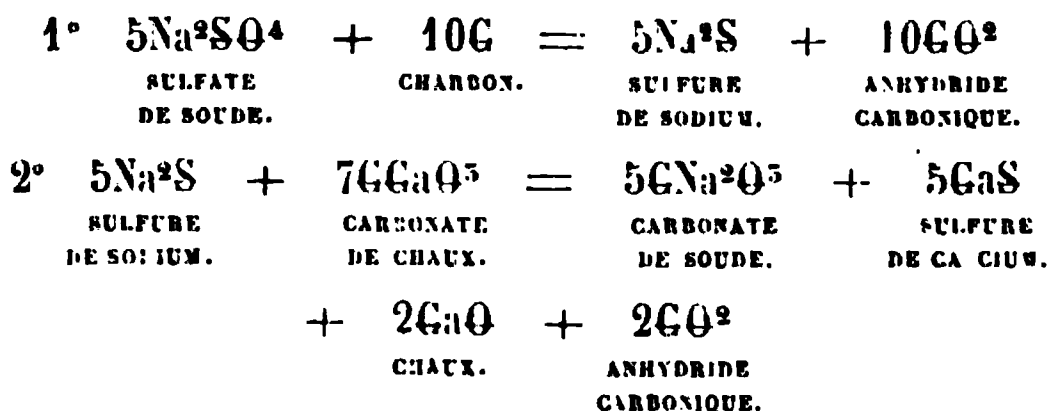 1° 5Na²SO⁴ + 10C = 5Na²S + 10CO²
SULFATE CHARBON. SULFURE ANHYDRIDE
DE SOUDE. DE SODIUM. CARBONIQUE.
2° 5Na²S + 7CCaO³ = 5CNa²O³ + 5CaS
SULFURE CARBONATE CARBONATE SULFURE
DE SODIUM. DE CHAUX. DE SOUDE. DE CALCIUM.
+ 2CaO + 2CO²
CHAUX. ANHYDRIDE
CARBONIQUE.